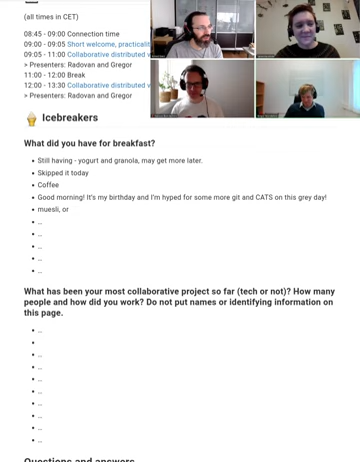 (all times in CET)
08:45 - 09:00 Connection time
09:00 - 09:05 Short welcome, practicalit
09:05 - 11:00 Collaborative distributed v
> Presenters: Radovan and Gregor
11:00 - 12:00 Break
12:00 - 13:30 Collaborative distributed v
> Presenters: Radovan and Gregor
Icebreakers
What did you have for breakfast?
• Still having - yogurt and granola, may get more later.
• Skipped it today
• Coffee
• Good morning! It's my birthday and I'm hyped for some more git and CATS on this grey day!
• muesli, or
• ..
• ..
• ..
• ..
• ..
What has been your most collaborative project so far (tech or not)? How many
people and how did you work? Do not put names or identifying information on
this page.
• ..
•
• ..
• ..
• ..
• ..
• ..
• ..
• ..
• ..
Questions and answers